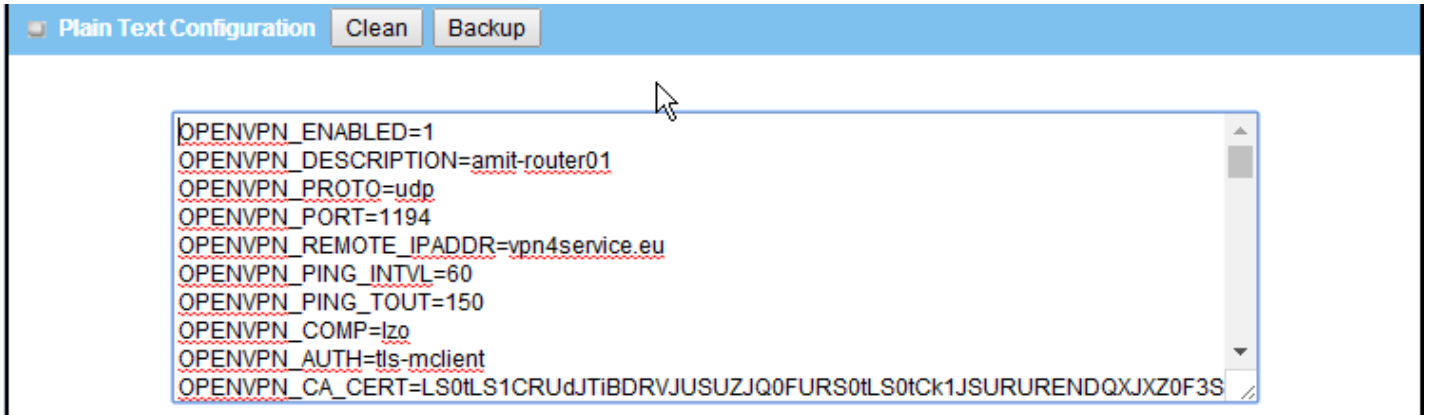 Plain Text Configuration Clean Backup
OPENVPN_ENABLED=1
OPENVPN_DESCRIPTION=amit-router01
OPENVPN_PROTO=udp
OPENVPN_PORT=1194
OPENVPN_REMOTE_IPADDR=vpn4service.eu
OPENVPN_PING_INTVL=60
OPENVPN_PING_TOUT=150
OPENVPN_COMP=lzo
OPENVPN_AUTH=tls-mclient
OPENVPN_CA_CERT=LS0tLS1CRUdJTiBDRVJUSUZJQ0FURS0tLS0tCk1JSURURENDQXJXZ0F3S